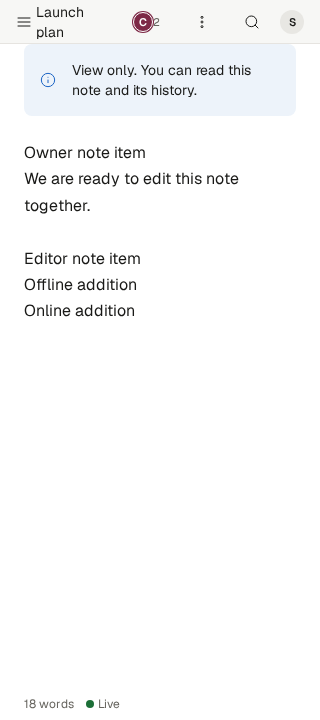 Launch
plan
C 2
S
View only. You can read this
note and its history.
Owner note item
We are ready to edit this note
together.
Editor note item
Offline addition
Online addition
18 words Live